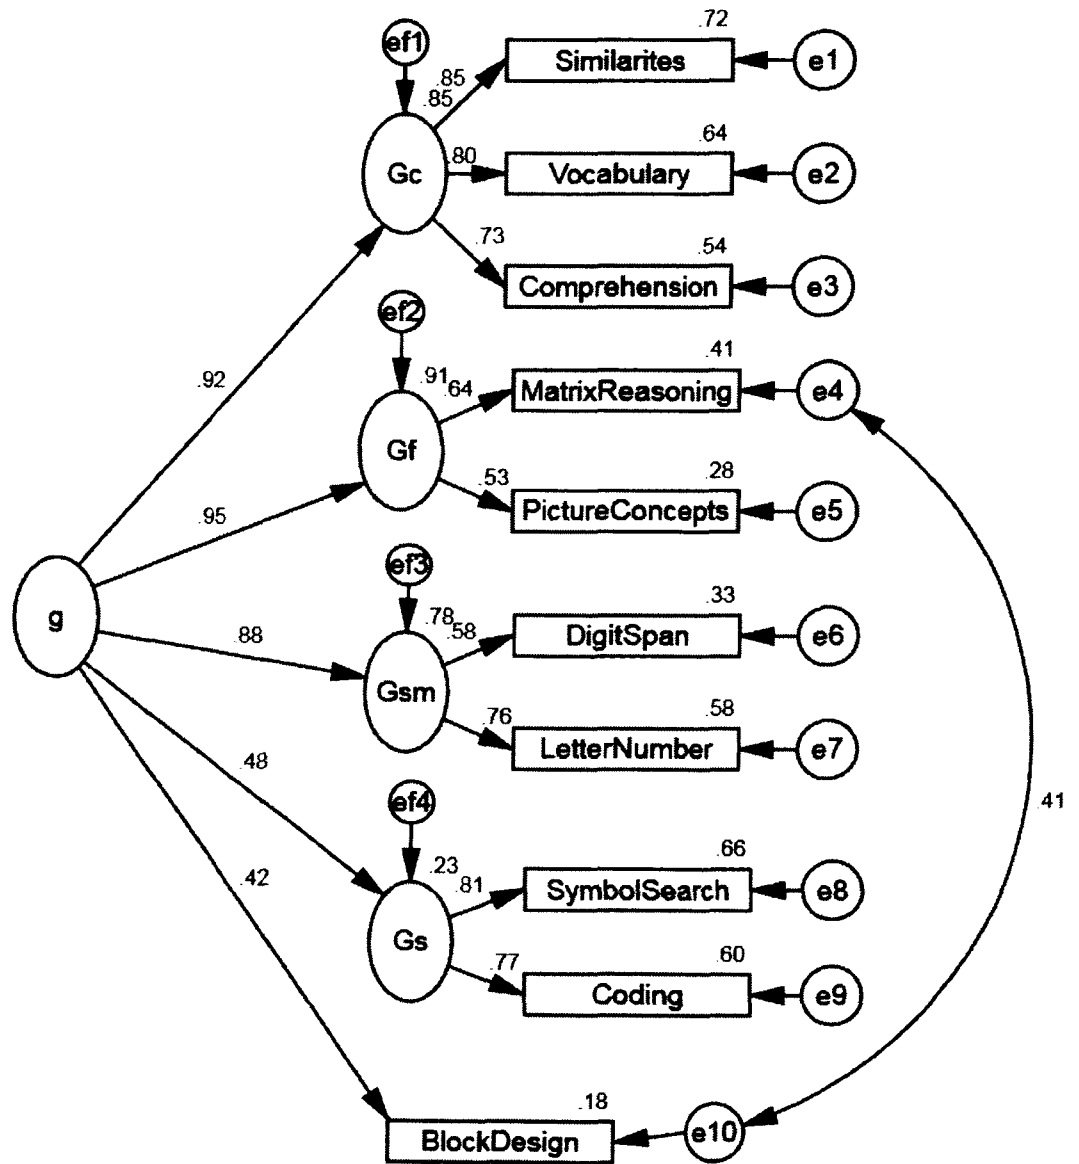 .72
ef1
Similarites
e1
.85
.85
.64
Gc
.80
Vocabulary
e2
.73
.54
Comprehension
e3
ef2
.41
.92
.91
.64
MatrixReasoning
e4
Gf
.53
.28
PictureConcepts
e5
.95
ef3
.33
.78
.58
DigitSpan
e6
g
.88
Gsm
.76
.58
LetterNumber
e7
.48
ef4
.41
.66
.42
.23
.81
SymbolSearch
e8
Gs
.77
.60
Coding
e9
.18
BlockDesign
e10